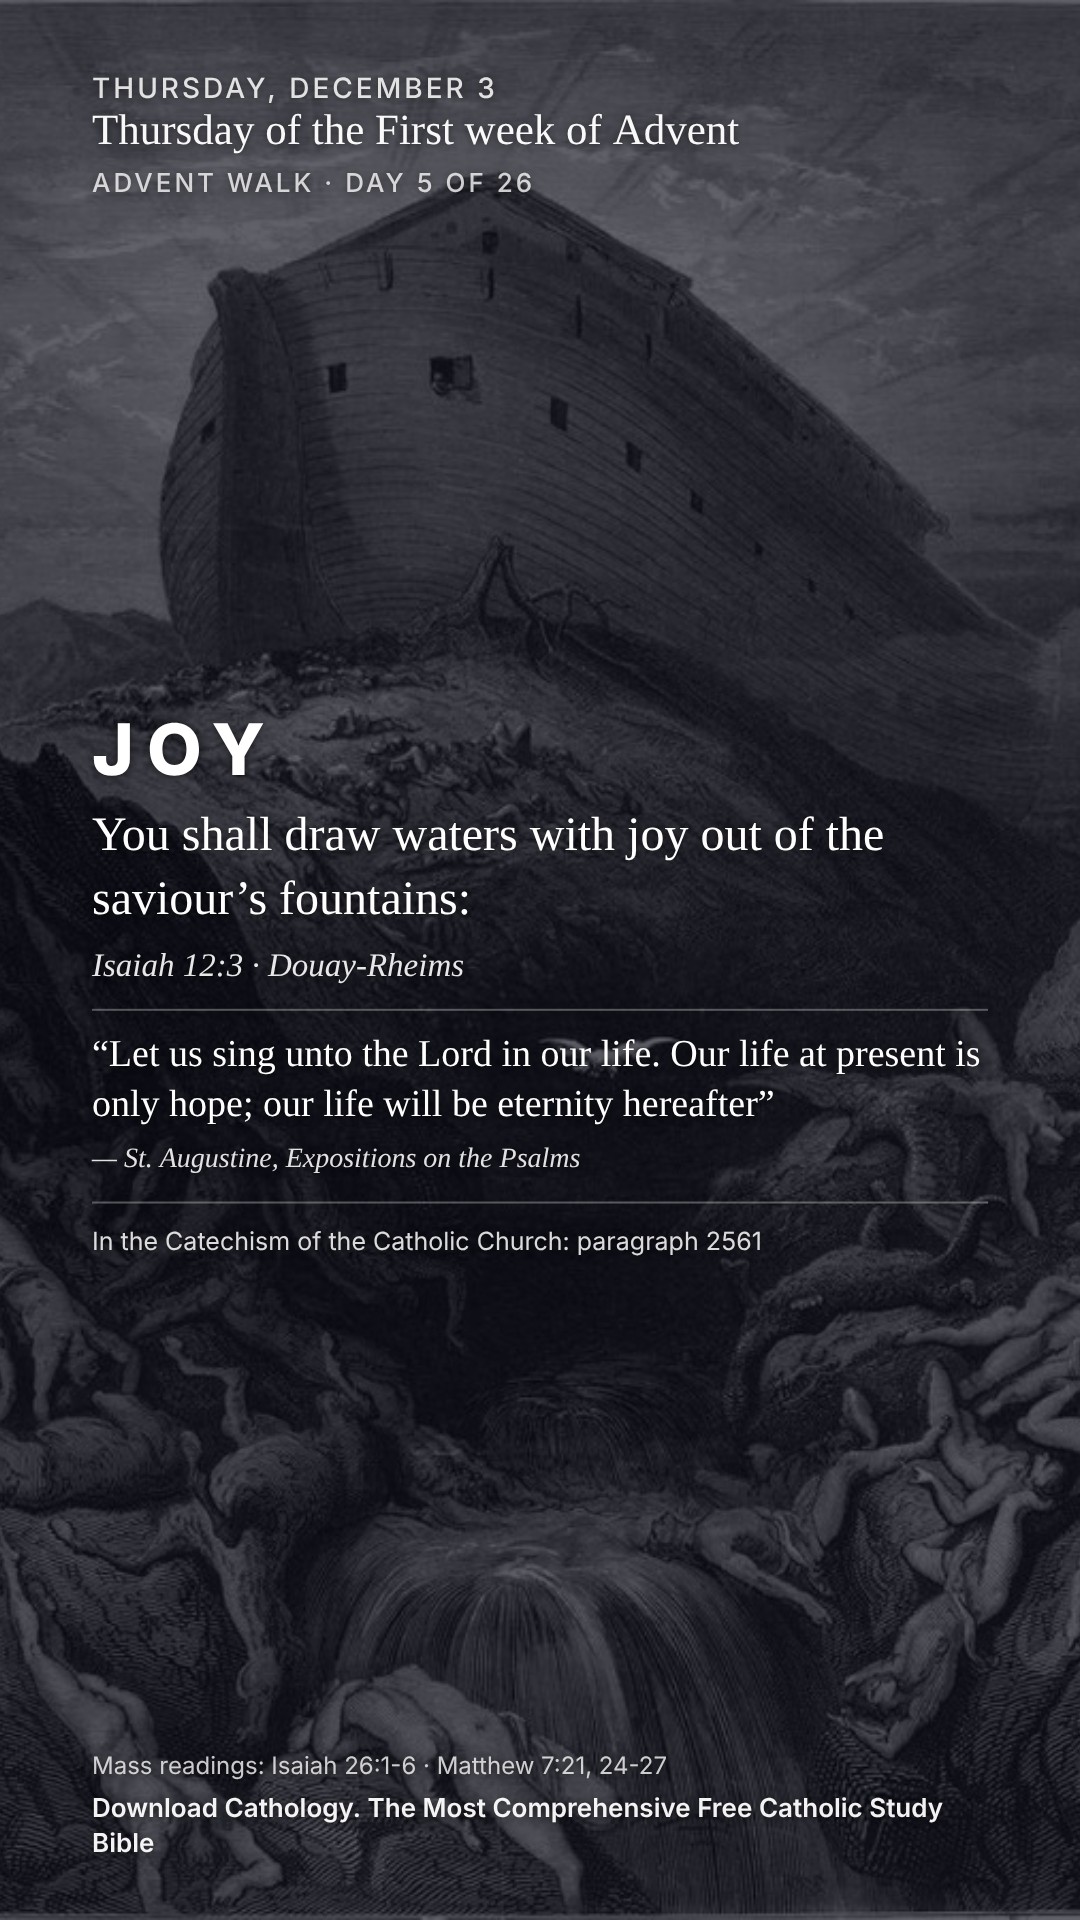 THURSDAY, DECEMBER 3
Thursday of the First week of Advent
ADVENT WALK · DAY 5 OF 26
JOY
You shall draw waters with joy out of the
saviour’s fountains:
Isaiah 12:3 · Douay-Rheims
“Let us sing unto the Lord in our life. Our life at present is
only hope; our life will be eternity hereafter”
— St. Augustine, Expositions on the Psalms
In the Catechism of the Catholic Church: paragraph 2561
Mass readings: Isaiah 26:1-6 · Matthew 7:21, 24-27
Download Cathology. The Most Comprehensive Free Catholic Study
Bible